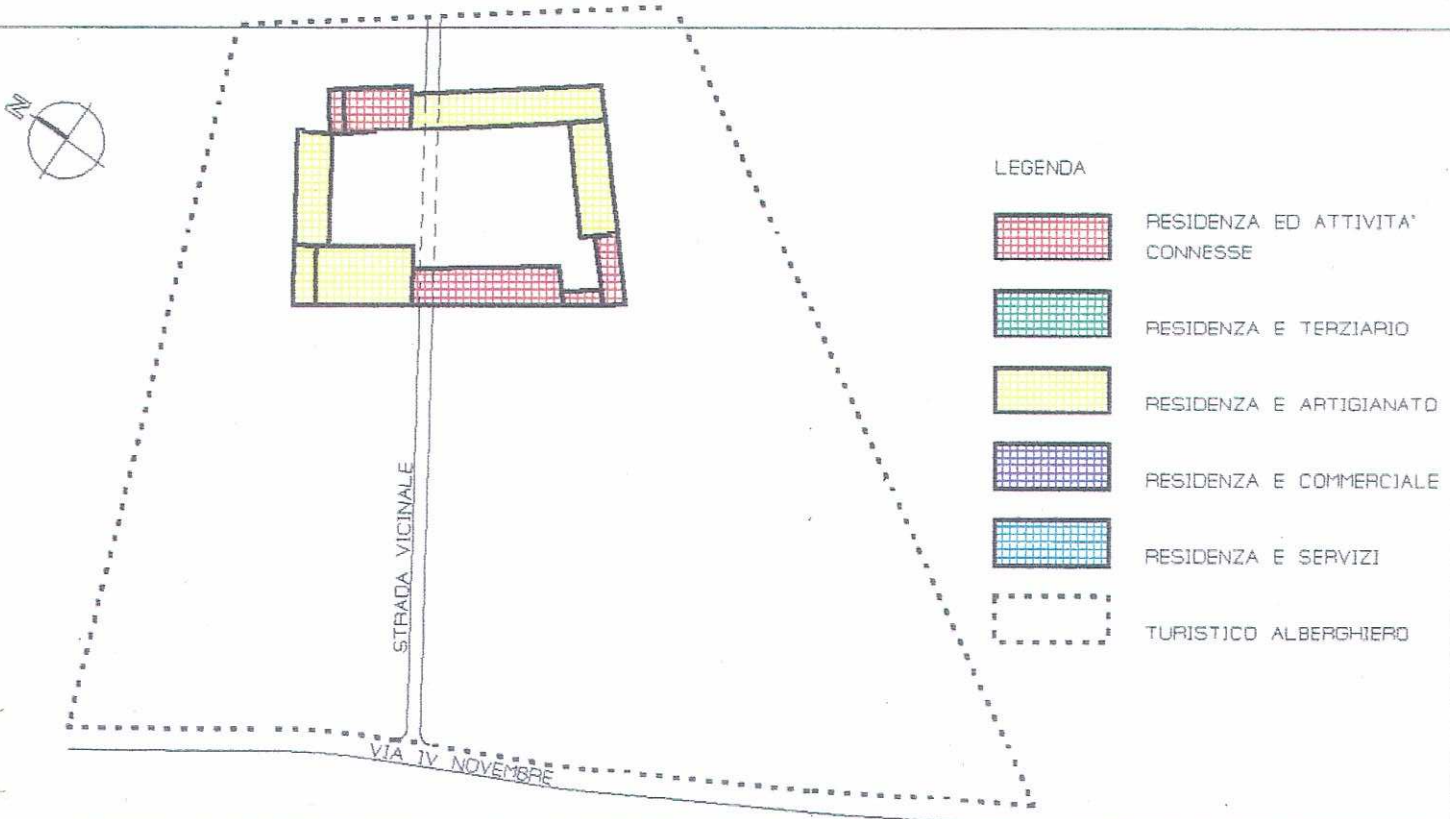 N
LEGENDA
RESIDENZA ED ATTIVITA'
CONNESSE
RESIDENZA E TERZIARIO
RESIDENZA E ARTIGIANATO
RESIDENZA E COMMERCIALE
RESIDENZA E SERVIZI
TURISTICO ALBERGHIERO
STRADA VICINALE
VIA IV NOVEMBRE